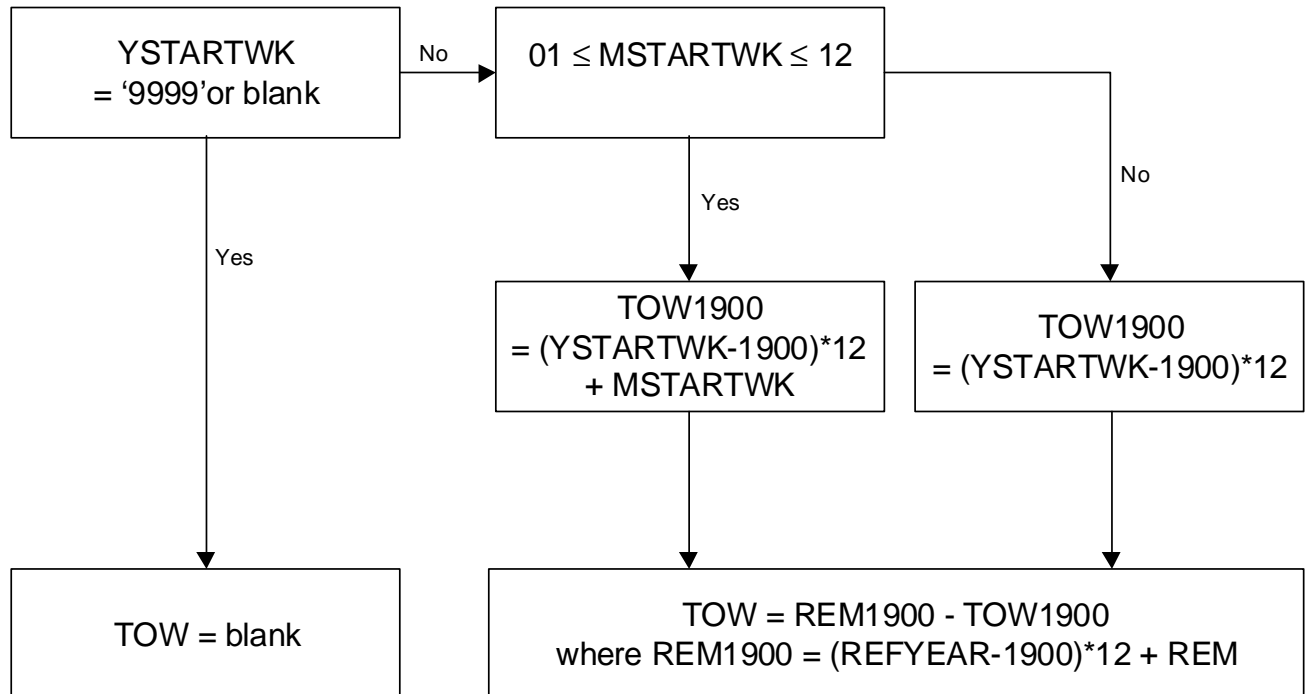 YSTARTWK
= ‘9999’or blank
No
01 ≤ MSTARTWK ≤ 12
No
Yes
Yes
TOW1900
= (YSTARTWK-1900)*12
+ MSTARTWK
TOW1900
= (YSTARTWK-1900)*12
TOW = blank
TOW = REM1900 - TOW1900
where REM1900 = (REFYEAR-1900)*12 + REM